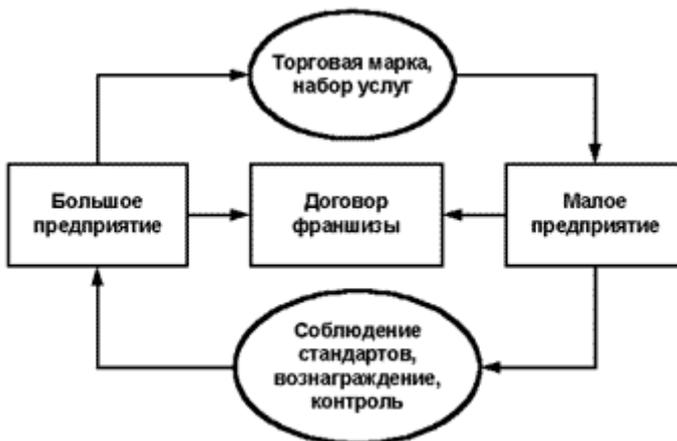 Торговая марка,
набор услуг
Большое
предприятие
Договор
франшизы
Малое
предприятие
Соблюдение
стандартов,
вознаграждение,
контроль